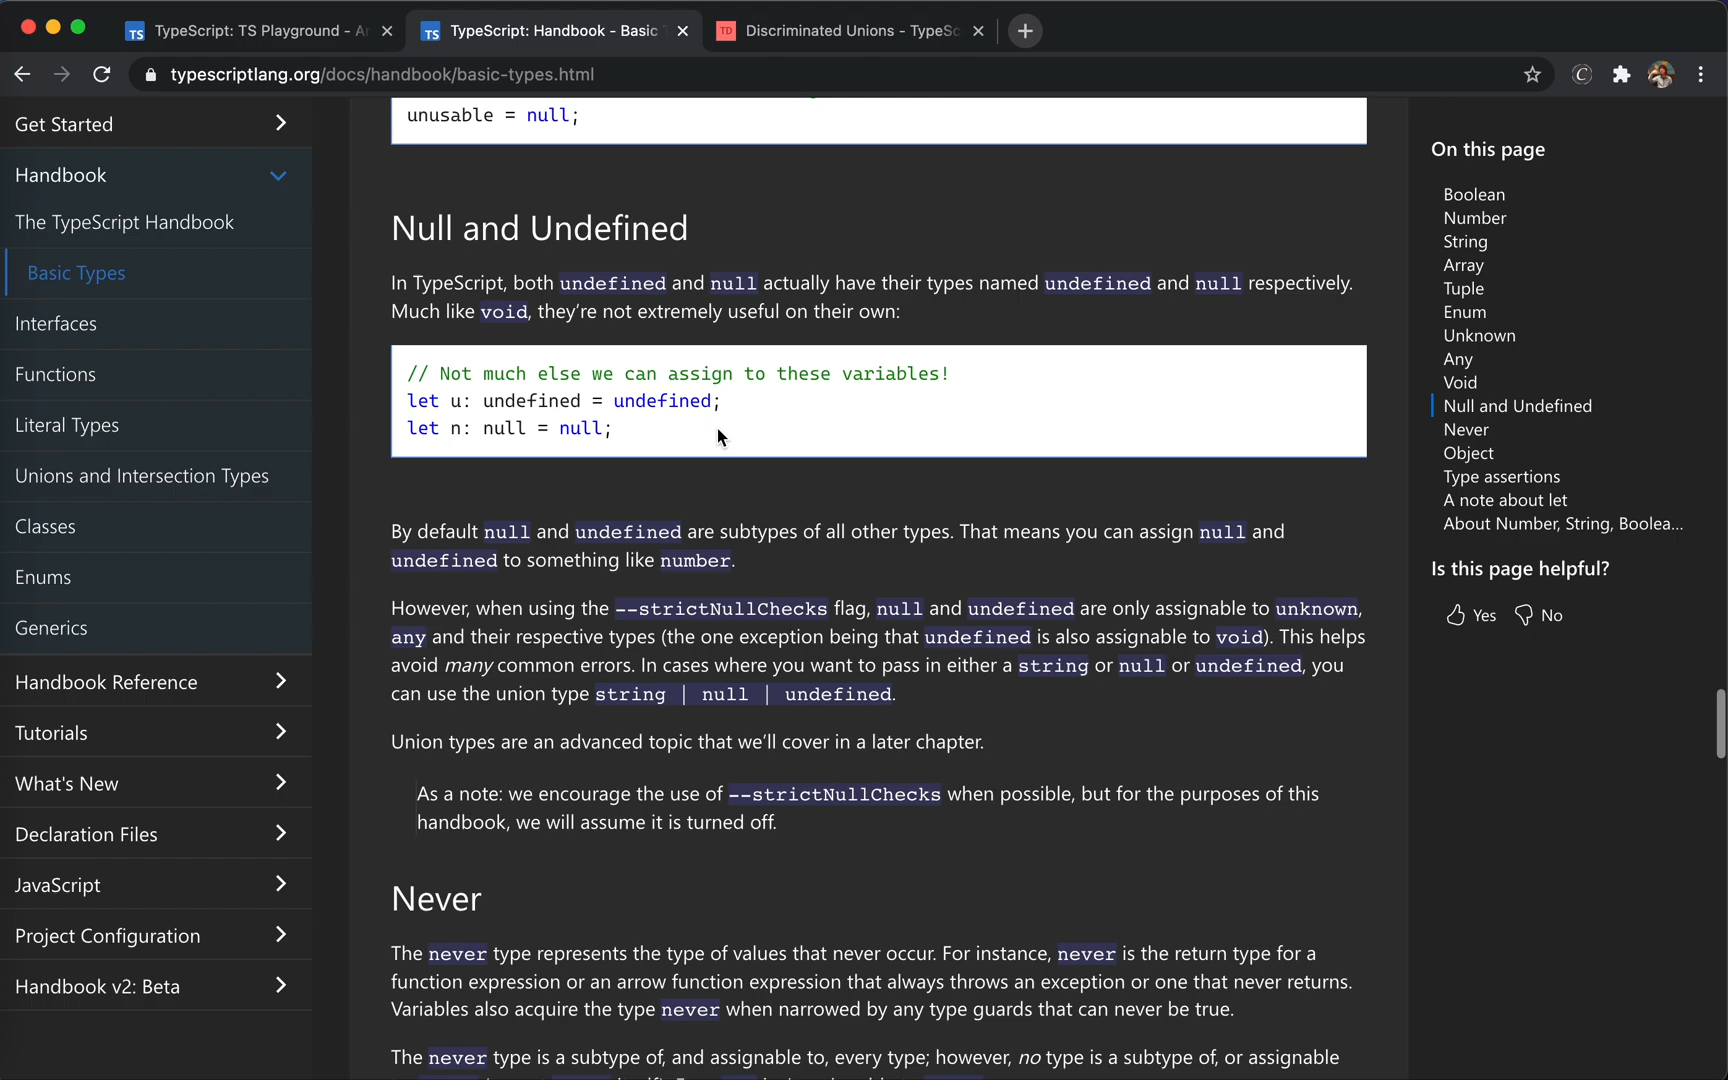 TypeScript: TS Playground - A
TypeScript: Handbook - Basic T
Discriminated Unions - TypeSc
typescriptlang.org/docs/handbook/basic-types.html
Get Started
Handbook
The TypeScript Handbook
Basic Types
Interfaces
Functions
Literal Types
Unions and Intersection Types
Classes
Enums
Generics
Handbook Reference
Tutorials
What's New
Declaration Files
JavaScript
Project Configuration
Handbook v2: Beta
unusable = null;
Null and Undefined
In TypeScript, both undefined and null actually have their types named undefined and null respectively.
Much like void, they’re not extremely useful on their own:
// Not much else we can assign to these variables!
let u: undefined = undefined;
let n: null = null;
By default null and undefined are subtypes of all other types. That means you can assign null and
undefined to something like number.
However, when using the --strictNullChecks flag, null and undefined are only assignable to unknown,
any and their respective types (the one exception being that undefined is also assignable to void). This helps
avoid many common errors. In cases where you want to pass in either a string or null or undefined, you
can use the union type string | null | undefined.
Union types are an advanced topic that we’ll cover in a later chapter.
As a note: we encourage the use of --strictNullChecks when possible, but for the purposes of this
handbook, we will assume it is turned off.
Never
The never type represents the type of values that never occur. For instance, never is the return type for a
function expression or an arrow function expression that always throws an exception or one that never returns.
Variables also acquire the type never when narrowed by any type guards that can never be true.
The never type is a subtype of, and assignable to, every type; however, no type is a subtype of, or assignable
On this page
Boolean
Number
String
Array
Tuple
Enum
Unknown
Any
Void
Null and Undefined
Never
Object
Type assertions
A note about let
About Number, String, Boolea...
Is this page helpful?
Yes
No